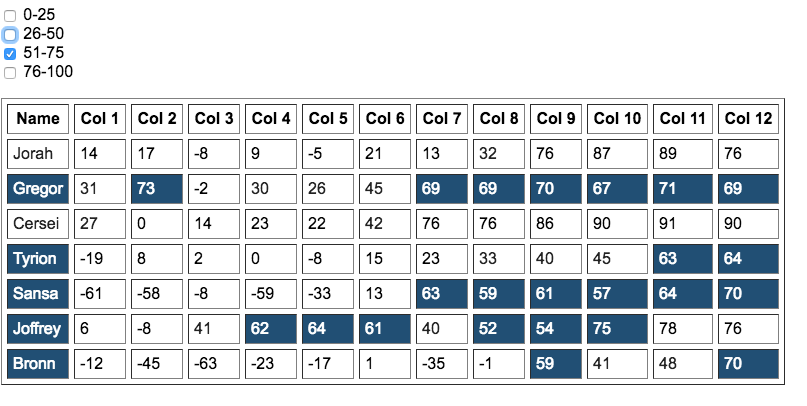 0-25
26-50
51-75
76-100
Name Col 1 Col 2 Col 3 Col 4 Col 5 Col 6 Col 7 Col 8 Col 9 Col 10 Col 11 Col 12
Jorah 14 17 -8 9 -5 21 13 32 76 87 89 76
Gregor 31 73 -2 30 26 45 69 69 70 67 71 69
Cersei 27 0 14 23 22 42 76 76 86 90 91 90
Tyrion -19 8 2 0 -8 15 23 33 40 45 63 64
Sansa -61 -58 -8 -59 -33 13 63 59 61 57 64 70
Joffrey 6 -8 41 62 64 61 40 52 54 75 78 76
Bronn -12 -45 -63 -23 -17 1 -35 -1 59 41 48 70